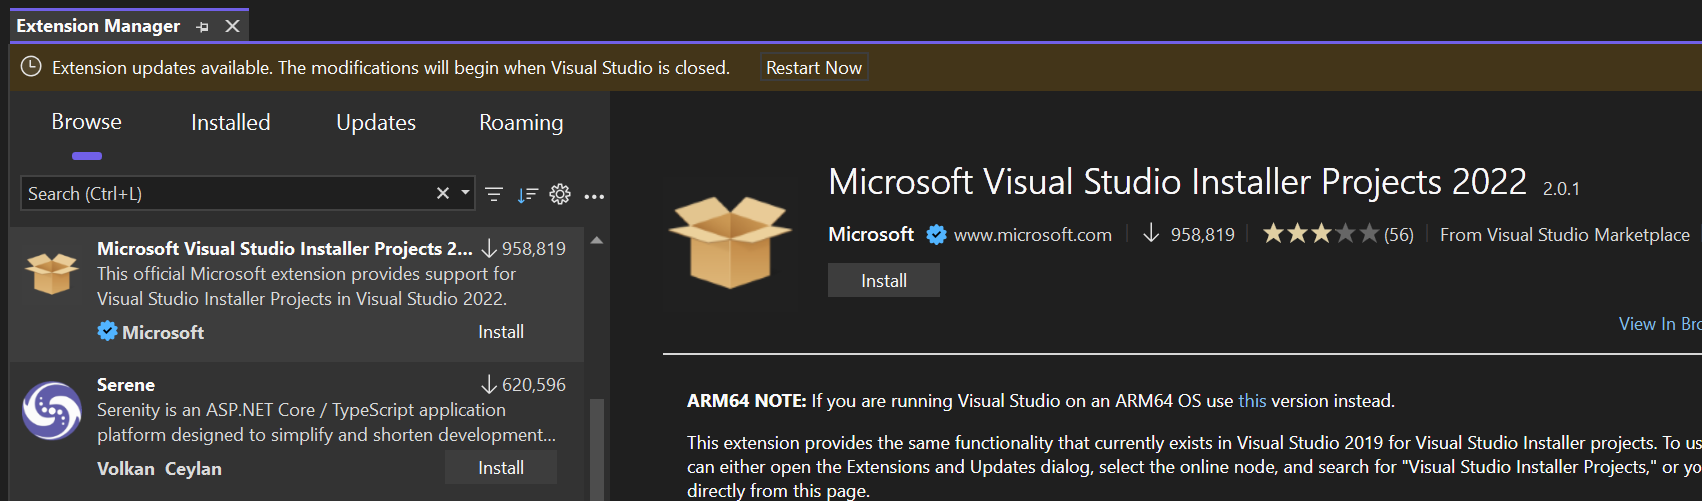 Extension Manager
Extension updates available. The modifications will begin when Visual Studio is closed. Restart Now
Browse Installed Updates Roaming
Search (Ctrl+L)
Microsoft Visual Studio Installer Projects 2... 958,819
This official Microsoft extension provides support for
Visual Studio Installer Projects in Visual Studio 2022.
Microsoft Install
Serene 620,596
Serenity is an ASP.NET Core / TypeScript application
platform designed to simplify and shorten development...
Volkan Ceylan Install
Microsoft Visual Studio Installer Projects 2022 2.0.1
Microsoft www.microsoft.com 958,819 (56) From Visual Studio Marketplace
Install
View In Bro
ARM64 NOTE: If you are running Visual Studio on an ARM64 OS use this version instead.
This extension provides the same functionality that currently exists in Visual Studio 2019 for Visual Studio Installer projects. To us
can either open the Extensions and Updates dialog, select the online node, and search for "Visual Studio Installer Projects," or yo
directly from this page.